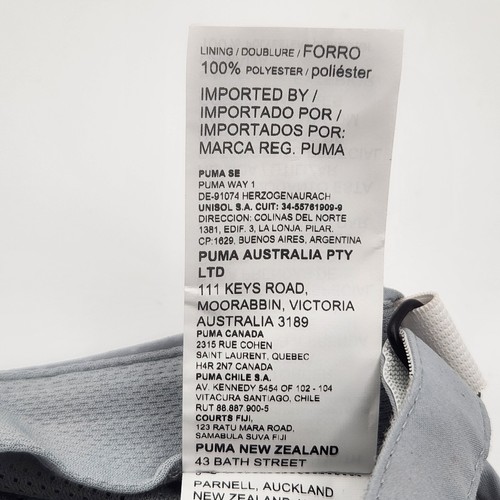 LINING / DOUBLURE / FORRO
100% POLYESTER / poliéster
IMPORTED BY /
IMPORTADO POR /
IMPORTADOS POR:
MARCA REG. PUMA
PUMA SE
PUMA WAY 1
DE-91074 HERZOGENAURACH
UNISOL S.A. CUIT: 34-55761909-9
DIRECCION: COLINAS DEL NORTE
1381, EDIF. 3, LA LONJA. PILAR.
CP:1629, BUENOS AIRES, ARGENTINA
PUMA AUSTRALIA PTY
LTD
111 KEYS ROAD,
MOORABBIN, VICTORIA
AUSTRALIA 3189
PUMA CANADA
2315 RUE COHEN
SAINT LAURENT, QUEBEC
H4R 2N7 CANADA
PUMA CHILE S.A.
AV. KENNEDY 5454 OF 102 - 104
VITACURA SANTIAGO, CHILE
RUT 88.887.900-5
COURTS FIJI,
123 RATU MARA ROAD,
SAMABULA SUVA FIJI
PUMA NEW ZEALAND
43 BATH STREET
PARNELL, AUCKLAND
NEW ZEALAND